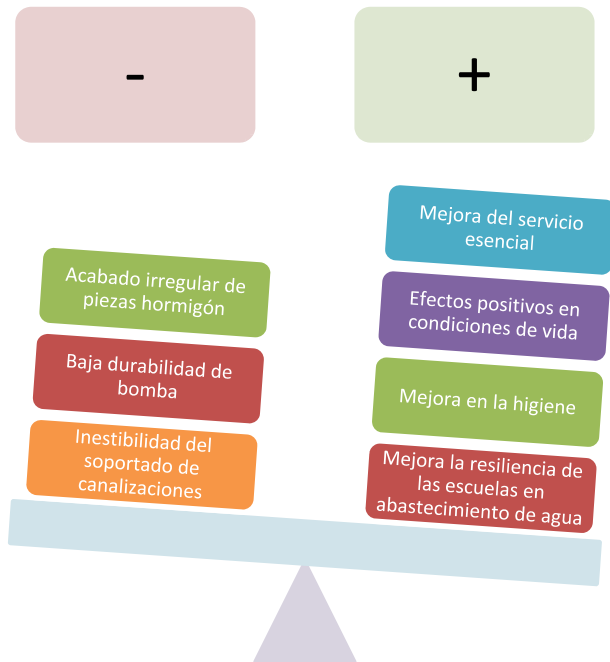 -
+
Acabado irregular de
piezas hormigón
Baja durabilidad de
bomba
Inestibilidad del
soportado de
canalizaciones
Mejora del servicio
esencial
Efectos positivos en
condiciones de vida
Mejora en la higiene
Mejora la resiliencia de
las escuelas en
abastecimiento de agua